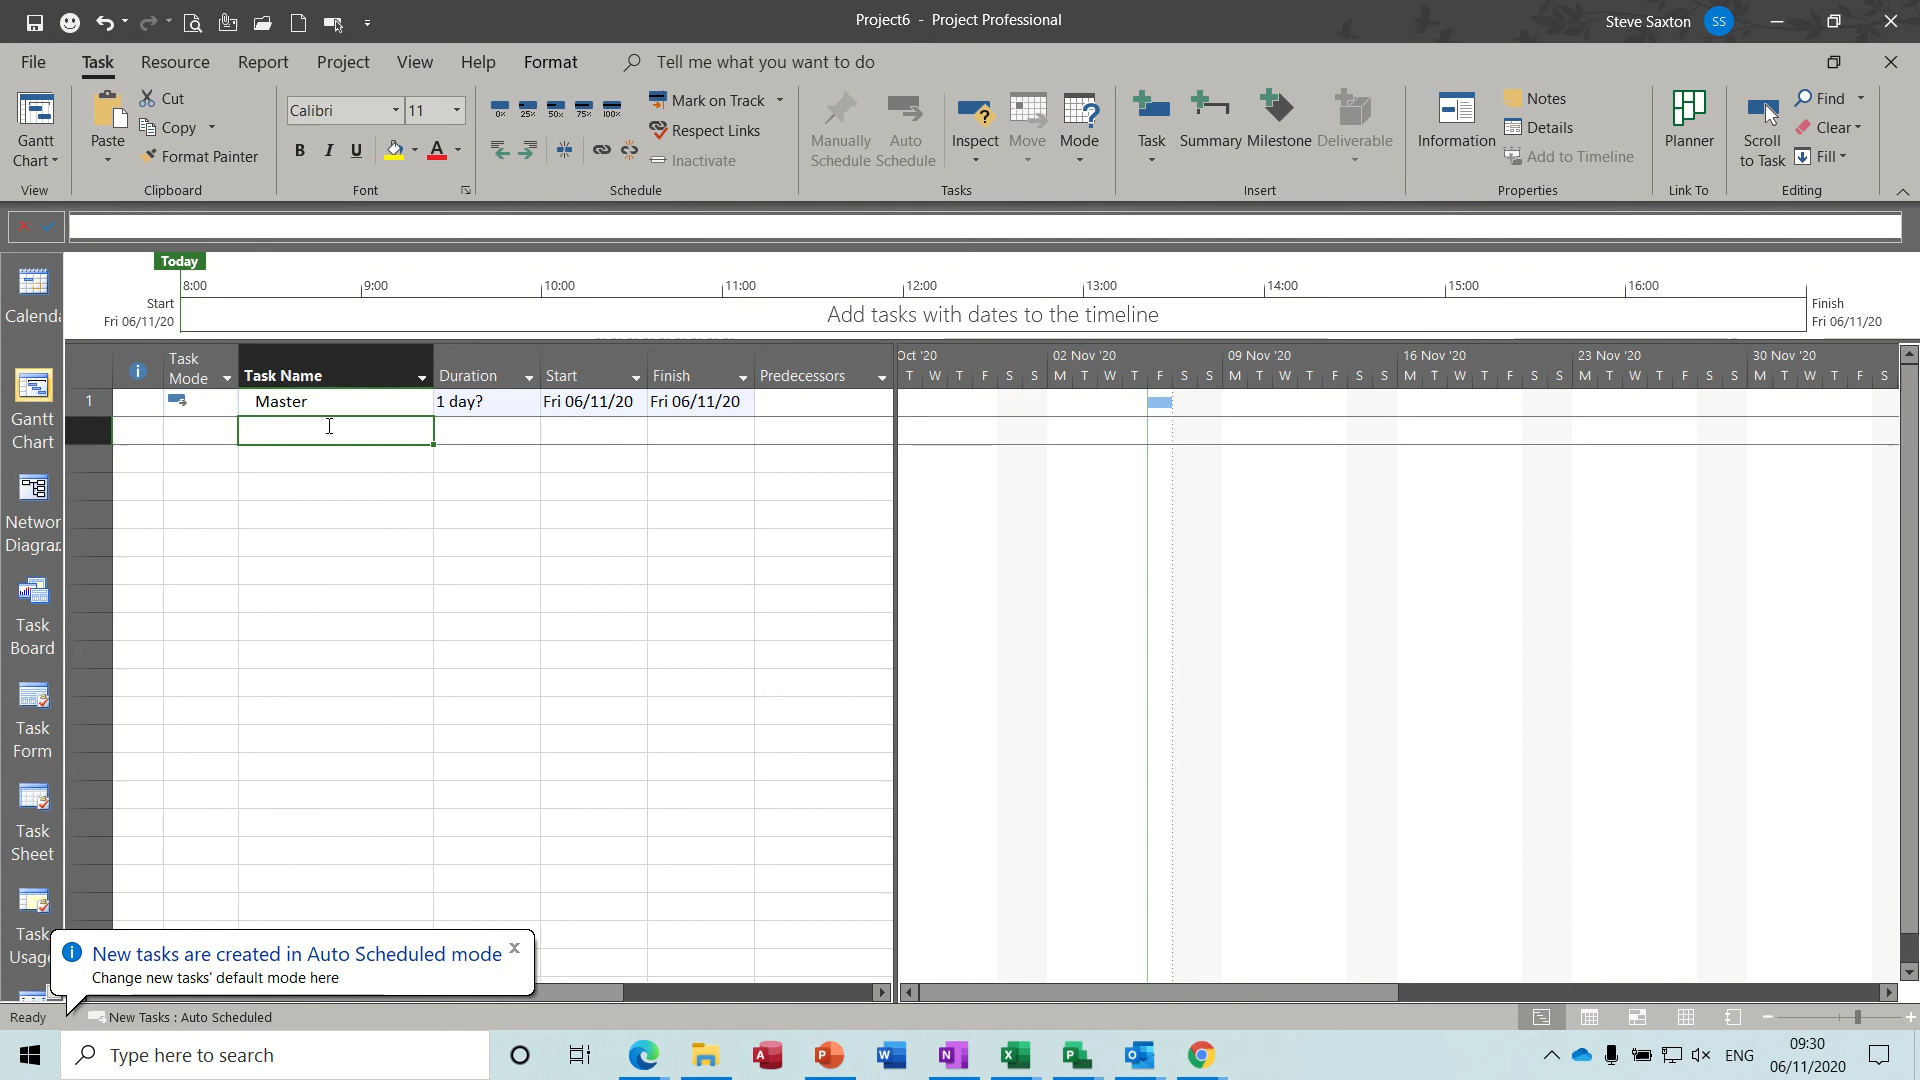 Project6 - Project Professional
Steve Saxton SS
File Task Resource Report Project View Help Format Tell me what you want to do
Gantt Chart
View
Paste
Cut
Copy
Format Painter
Clipboard
Calibri 11
B I U A
Font
0% 25% 50% 75% 100%
Mark on Track
Respect Links
Inactivate
Schedule
Manually Schedule
Auto Schedule
Inspect
Move
Mode
Tasks
Task
Summary
Milestone
Deliverable
Insert
Information
Notes
Details
Add to Timeline
Properties
Planner
Link To
Scroll to Task
Find
Clear
Fill
Editing
Today
8:00 9:00 10:00 11:00 12:00 13:00 14:00 15:00 16:00
Start
Fri 06/11/20
Add tasks with dates to the timeline
Finish
Fri 06/11/20
Task Mode Task Name Duration Start Finish Predecessors
Oct '20 02 Nov '20 09 Nov '20 16 Nov '20 23 Nov '20 30 Nov '20
T W T F S S M T W T F S S M T W T F S S M T W T F S S M T W T F S S M T W T F S
1 Master 1 day? Fri 06/11/20 Fri 06/11/20
Calenda
Gantt Chart
Networ
Diagra
Task Board
Task Form
Task Sheet
Task
Usage
New tasks are created in Auto Scheduled mode
Change new tasks' default mode here
Ready New Tasks : Auto Scheduled
Type here to search
ENG
09:30
06/11/2020